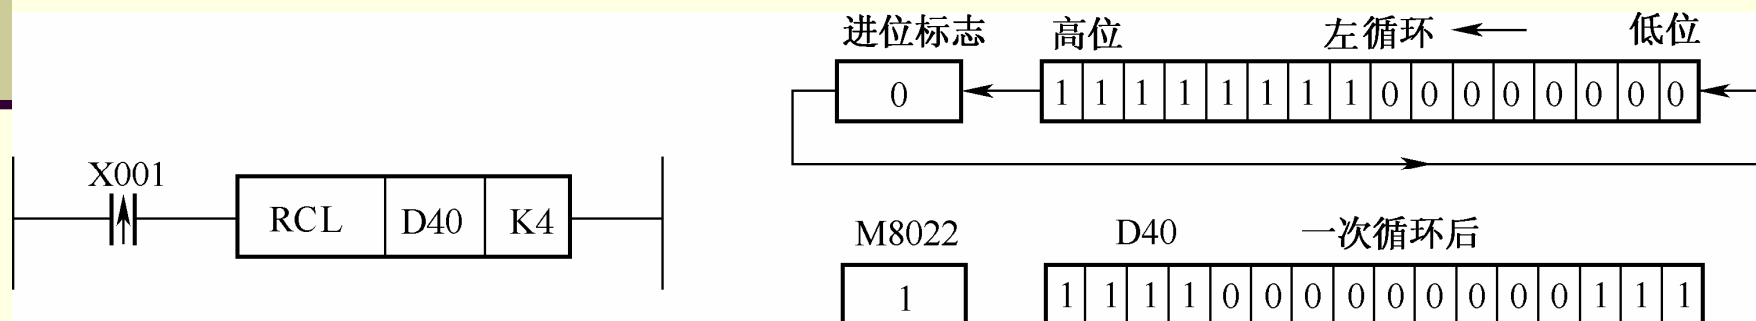 进位标志 高位 左循环 低位
0 1 1 1 1 1 1 1 1 0 0 0 0 0 0 0 0
X001
RCL D40 K4
M8022 D40 一次循环后
1 1 1 1 1 0 0 0 0 0 0 0 0 0 1 1 1